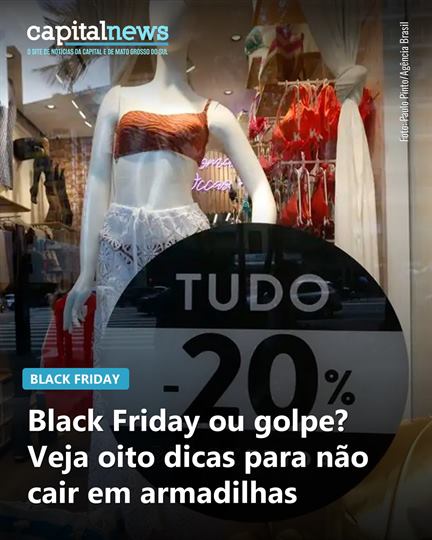 capitalnews
O SITE DE NOTÍCIAS DA CAPITAL E DE MATO GROSSO DO SUL
Foto: Paulo Pinto/Agência Brasil
TUDO
-20%
BLACK FRIDAY
Black Friday ou golpe?
Veja oito dicas para não
cair em armadilhas